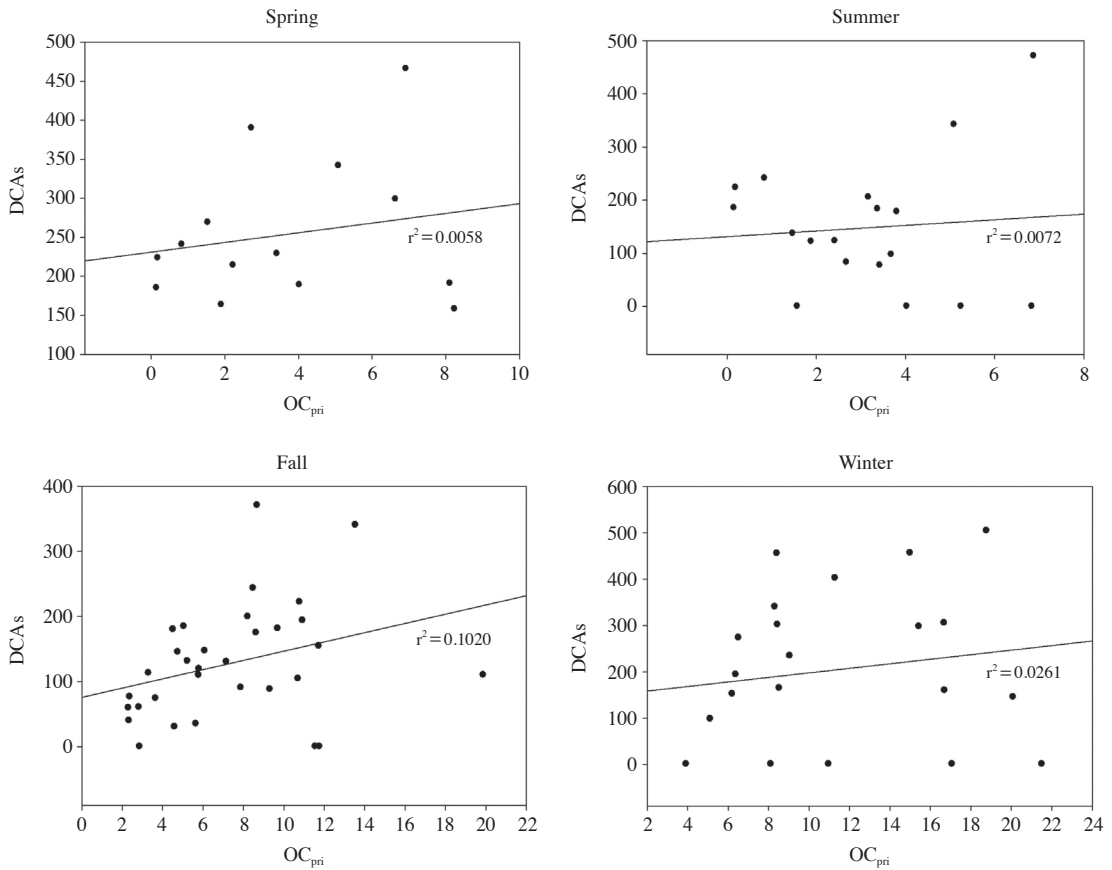 Spring
500
450
400
350
300
250
200
150
100
DCAs
r² = 0.0058
0 2 4 6 8 10
OCpri
Summer
500
400
300
200
100
0
DCAs
r² = 0.0072
0 2 4 6 8
OCpri
Fall
400
300
200
100
0
DCAs
r² = 0.1020
0 2 4 6 8 10 12 14 16 18 20 22
OCpri
Winter
600
500
400
300
200
100
0
DCAs
r² = 0.0261
2 4 6 8 10 12 14 16 18 20 22 24
OCpri